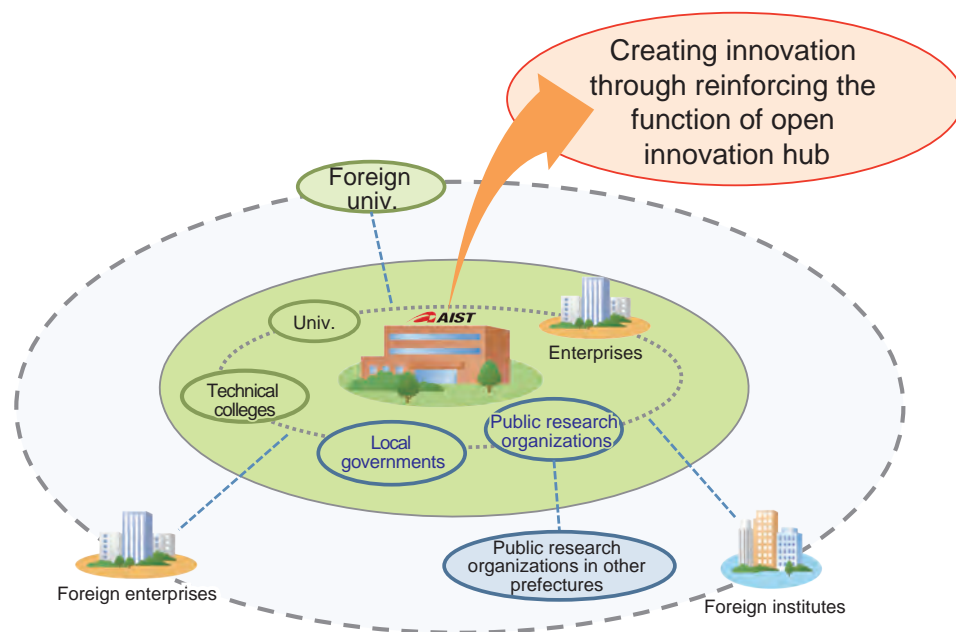 Creating innovation
through reinforcing the
function of open
innovation hub
Foreign
univ.
Univ.
AIST
Enterprises
Technical
colleges
Public research
organizations
Local
governments
Public research
organizations in other
prefectures
Foreign enterprises
Foreign institutes